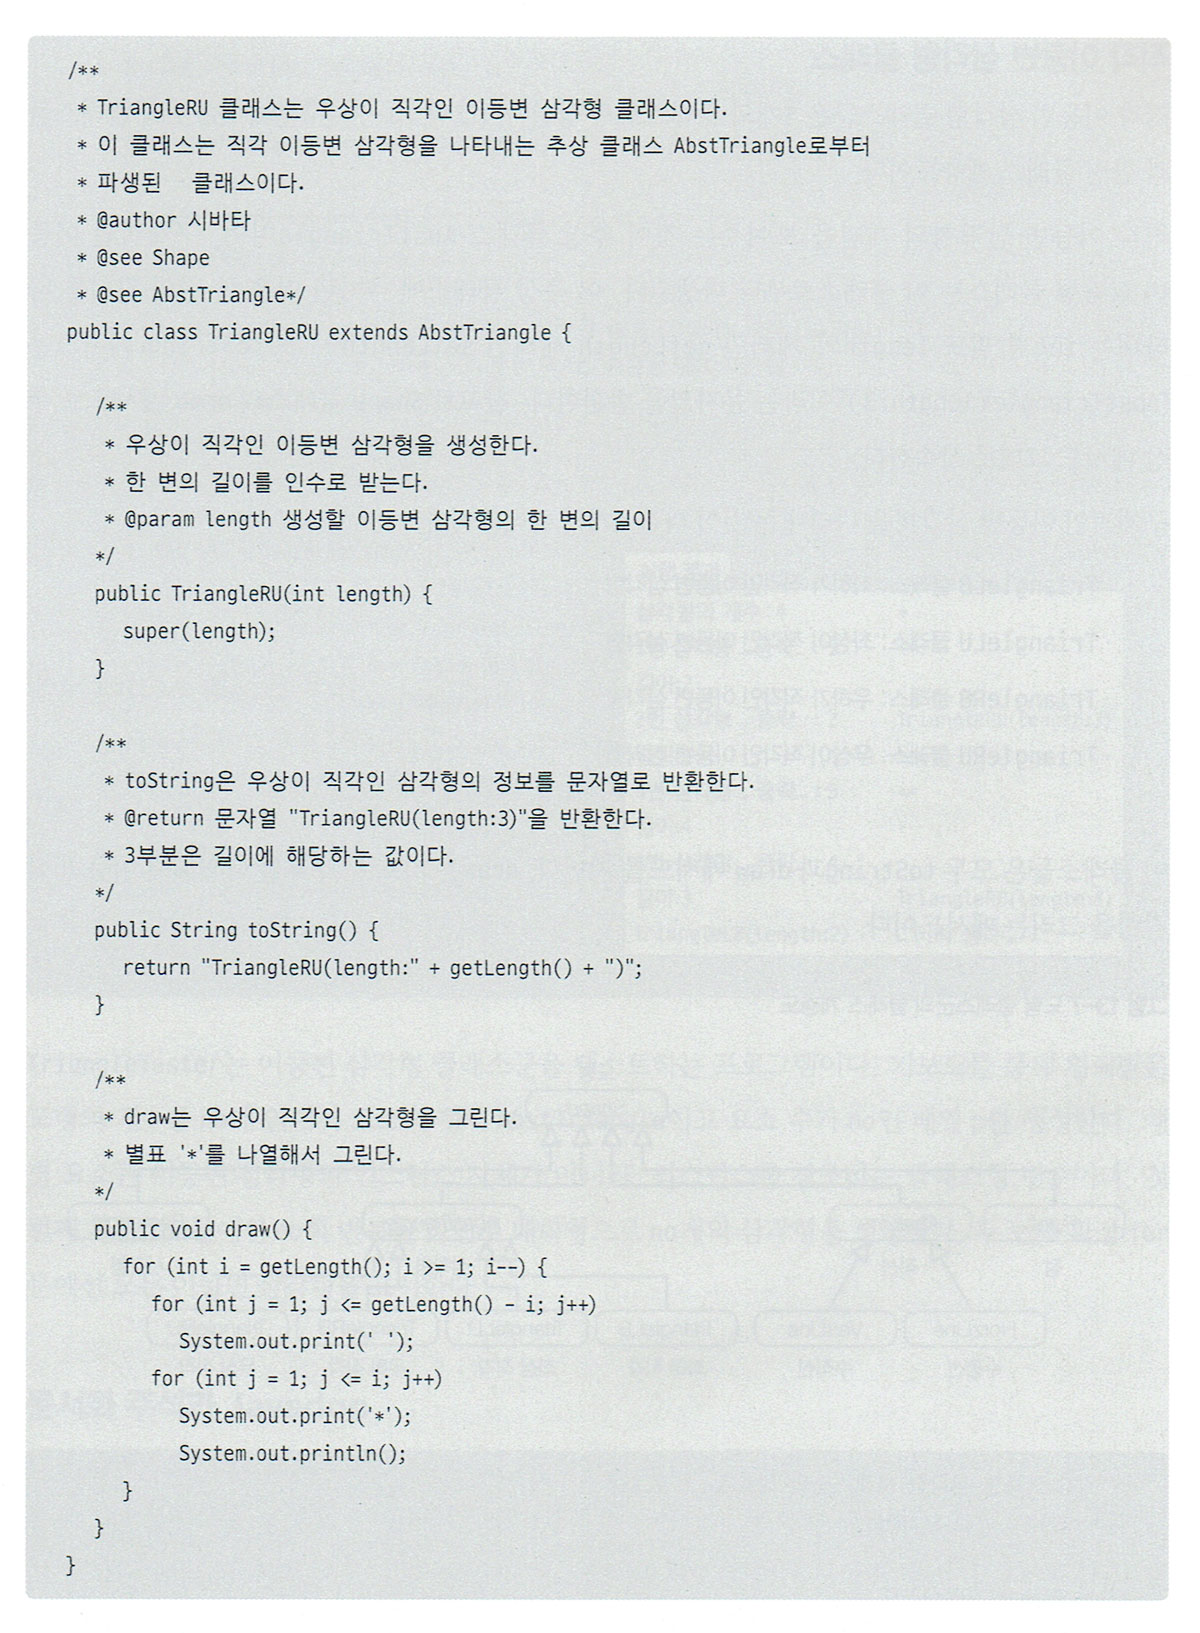 /**
* TriangleRU 클래스는 우상이 직각인 이등변 삼각형 클래스이다.
* 이 클래스는 직각 이등변 삼각형을 나타내는 추상 클래스 AbstTriangle로부터
* 파생된 클래스이다.
* @author 시바타
* @see Shape
* @see AbstTriangle*/
public class TriangleRU extends AbstTriangle {
/**
* 우상이 직각인 이등변 삼각형을 생성한다.
* 한 변의 길이를 인수로 받는다.
* @param length 생성할 이등변 삼각형의 한 변의 길이
*/
public TriangleRU(int length) {
super(length);
}
/**
* toString은 우상이 직각인 삼각형의 정보를 문자열로 반환한다.
* @return 문자열 "TriangleRU(length:3)"을 반환한다.
* 3부분은 길이에 해당하는 값이다.
*/
public String toString() {
return "TriangleRU(length:" + getLength() + ")";
}
/**
* draw는 우상이 직각인 삼각형을 그린다.
* 별표 '*'를 나열해서 그린다.
*/
public void draw() {
for (int i = getLength(); i >= 1; i--) {
for (int j = 1; j <= getLength() - i; j++)
System.out.print(' ');
for (int j = 1; j <= i; j++)
System.out.print('*');
System.out.println();
}
}
}